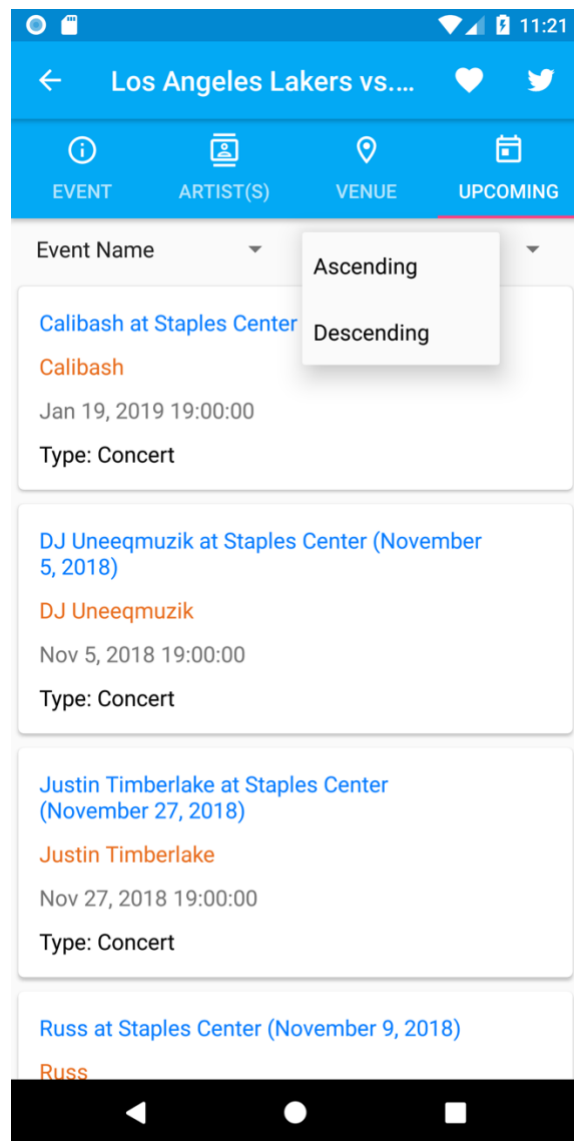 11:21
Los Angeles Lakers vs....
EVENT
ARTIST(S)
VENUE
UPCOMING
Event Name
Ascending
Descending
Calibash at Staples Center
Calibash
Jan 19, 2019 19:00:00
Type: Concert
DJ Uneeqmuzik at Staples Center (November
5, 2018)
DJ Uneeqmuzik
Nov 5, 2018 19:00:00
Type: Concert
Justin Timberlake at Staples Center
(November 27, 2018)
Justin Timberlake
Nov 27, 2018 19:00:00
Type: Concert
Russ at Staples Center (November 9, 2018)
Russ